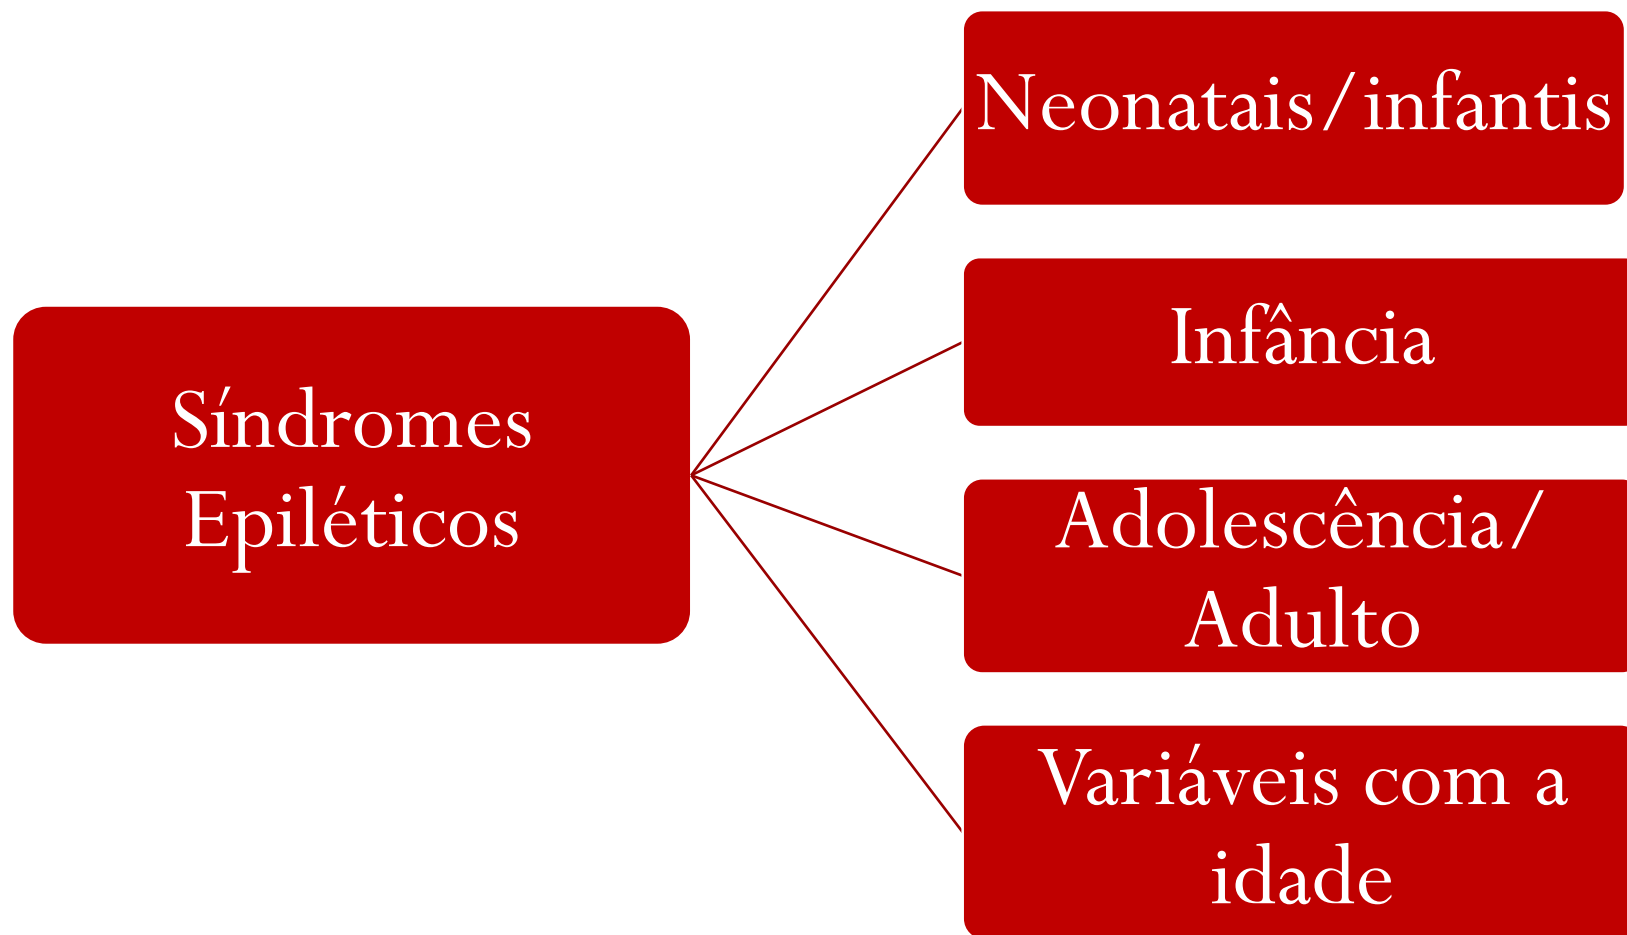 Neonatais/infantis
Infância
Síndromes
Epiléticos
Adolescência/
Adulto
Variáveis com a
idade